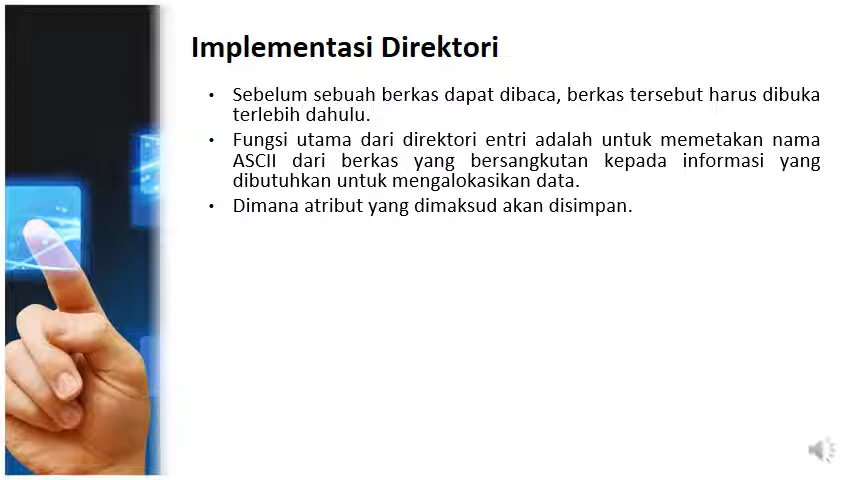 Implementasi Direktori
• Sebelum sebuah berkas dapat dibaca, berkas tersebut harus dibuka
terlebih dahulu.
• Fungsi utama dari direktori entri adalah untuk memetakan nama
ASCII dari berkas yang bersangkutan kepada informasi yang
dibutuhkan untuk mengalokasikan data.
• Dimana atribut yang dimaksud akan disimpan.